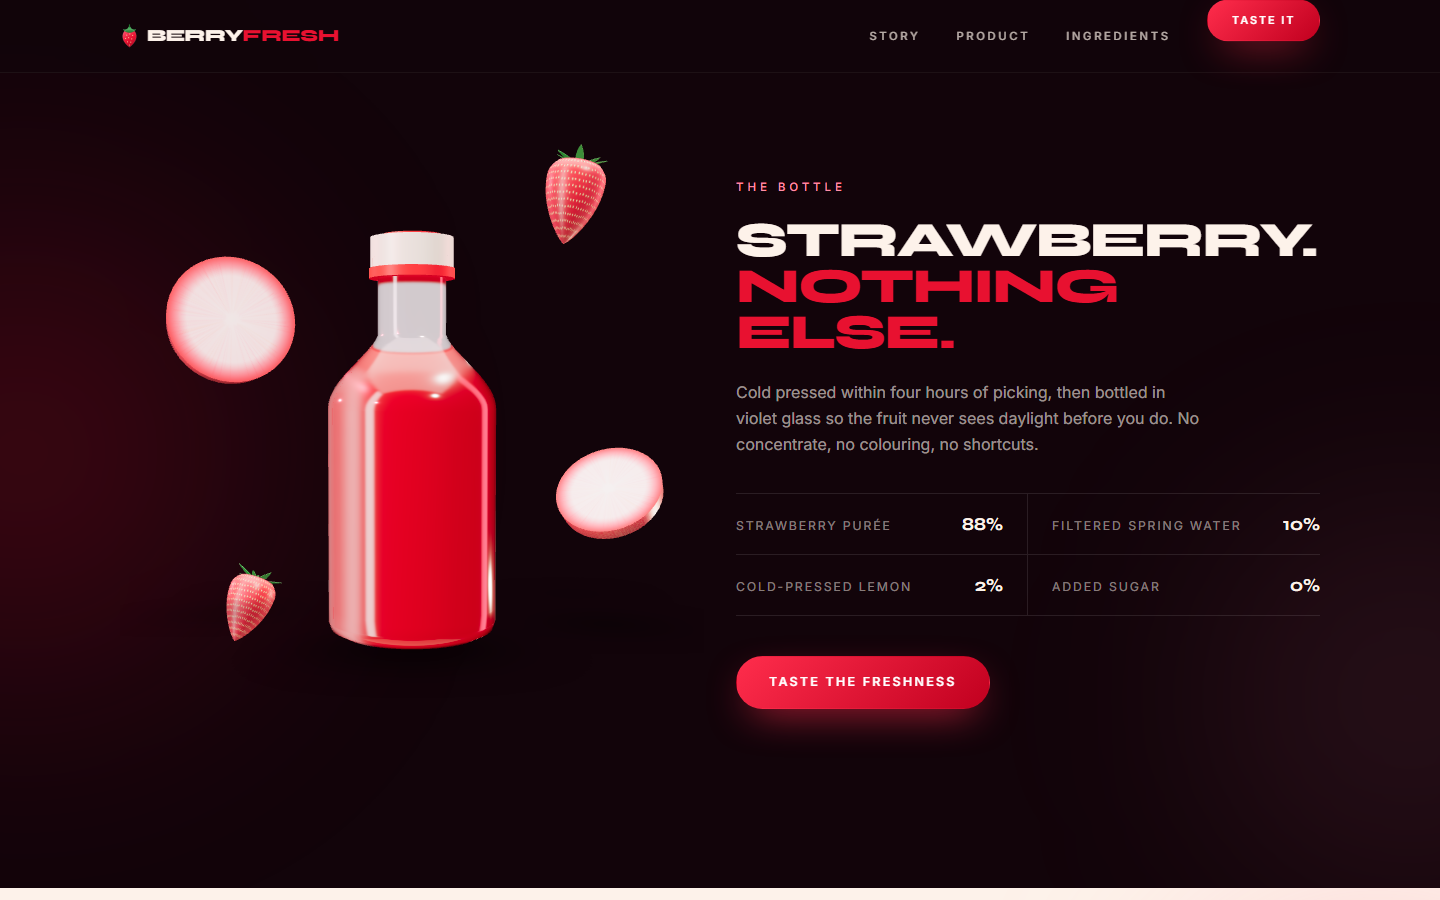 BERRYFRESH
STORY PRODUCT INGREDIENTS TASTE IT
THE BOTTLE
STRAWBERRY.
NOTHING
ELSE.
Cold pressed within four hours of picking, then bottled in
violet glass so the fruit never sees daylight before you do. No
concentrate, no colouring, no shortcuts.
STRAWBERRY PURÉE 88% FILTERED SPRING WATER 10%
COLD-PRESSED LEMON 2% ADDED SUGAR 0%
TASTE THE FRESHNESS